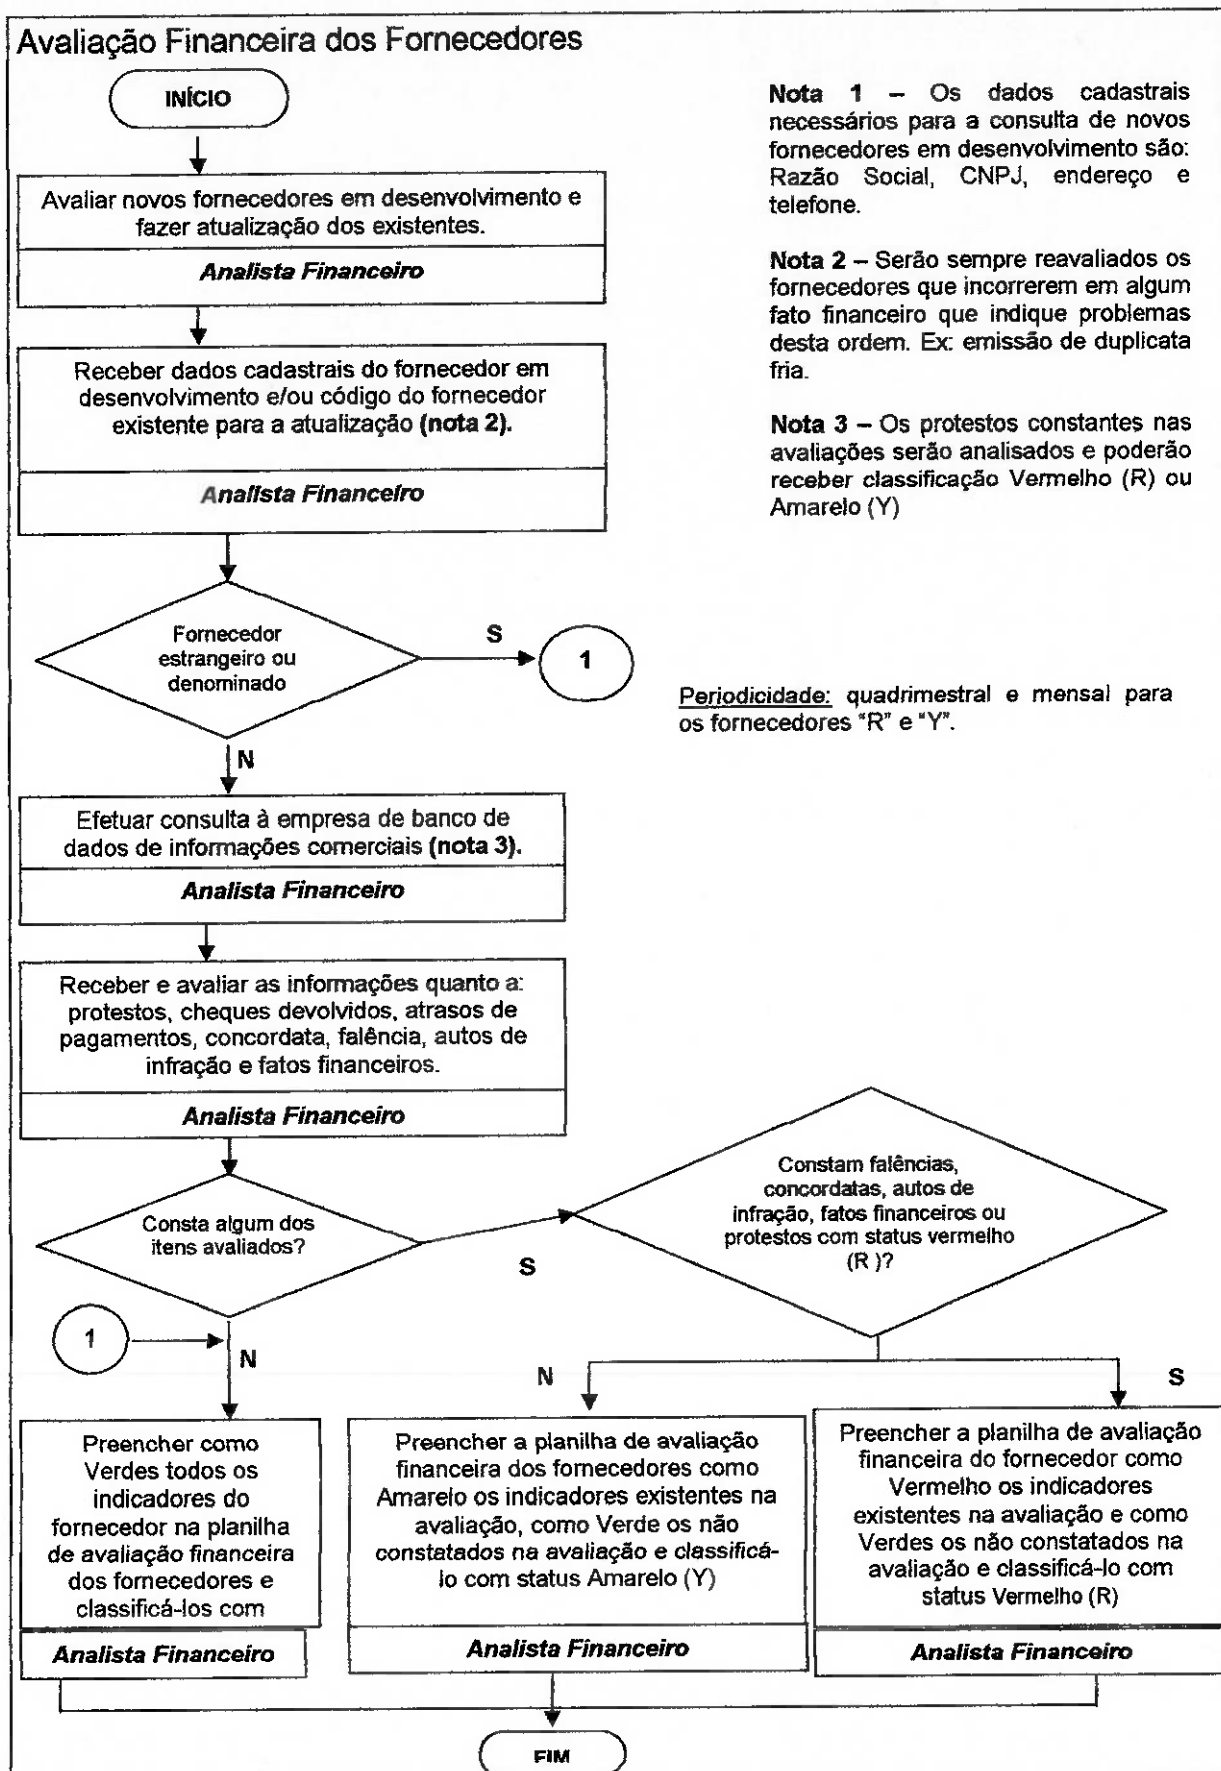 Avaliação Financeira dos Fornecedores
INÍCIO
Avaliar novos fornecedores em desenvolvimento e
fazer atualização dos existentes.
Analista Financeiro
Receber dados cadastrais do fornecedor em
desenvolvimento e/ou código do fornecedor
existente para a atualização (nota 2).
Analista Financeiro
Nota 1 – Os dados cadastrais
necessários para a consulta de novos
fornecedores em desenvolvimento são:
Razão Social, CNPJ, endereço e
telefone.
Nota 2 – Serão sempre reavaliados os
fornecedores que incorrerem em algum
fato financeiro que indique problemas
desta ordem. Ex: emissão de duplicata
fria.
Nota 3 – Os protestos constantes nas
avaliações serão analisados e poderão
receber classificação Vermelho (R) ou
Amarelo (Y)
Fornecedor
estrangeiro ou
denominado
S
1
N
Periodicidade: quadrimestral e mensal para
os fornecedores "R" e "Y".
Efetuar consulta à empresa de banco de
dados de informações comerciais (nota 3).
Analista Financeiro
Receber e avaliar as informações quanto a:
protestos, cheques devolvidos, atrasos de
pagamentos, concordata, falência, autos de
infração e fatos financeiros.
Analista Financeiro
Consta algum dos
itens avaliados?
S
Constam falências,
concordatas, autos de
infração, fatos financeiros ou
protestos com status vermelho
(R )?
1
N
N
S
Preencher como
Verdes todos os
indicadores do
fornecedor na planilha
de avaliação financeira
dos fornecedores e
classificá-los com
Analista Financeiro
Preencher a planilha de avaliação
financeira dos fornecedores como
Amarelo os indicadores existentes na
avaliação, como Verde os não
constatados na avaliação e classificá-
lo com status Amarelo (Y)
Analista Financeiro
Preencher a planilha de avaliação
financeira do fornecedor como
Vermelho os indicadores
existentes na avaliação e como
Verdes os não constatados na
avaliação e classificá-lo com
status Vermelho (R)
Analista Financeiro
FIM